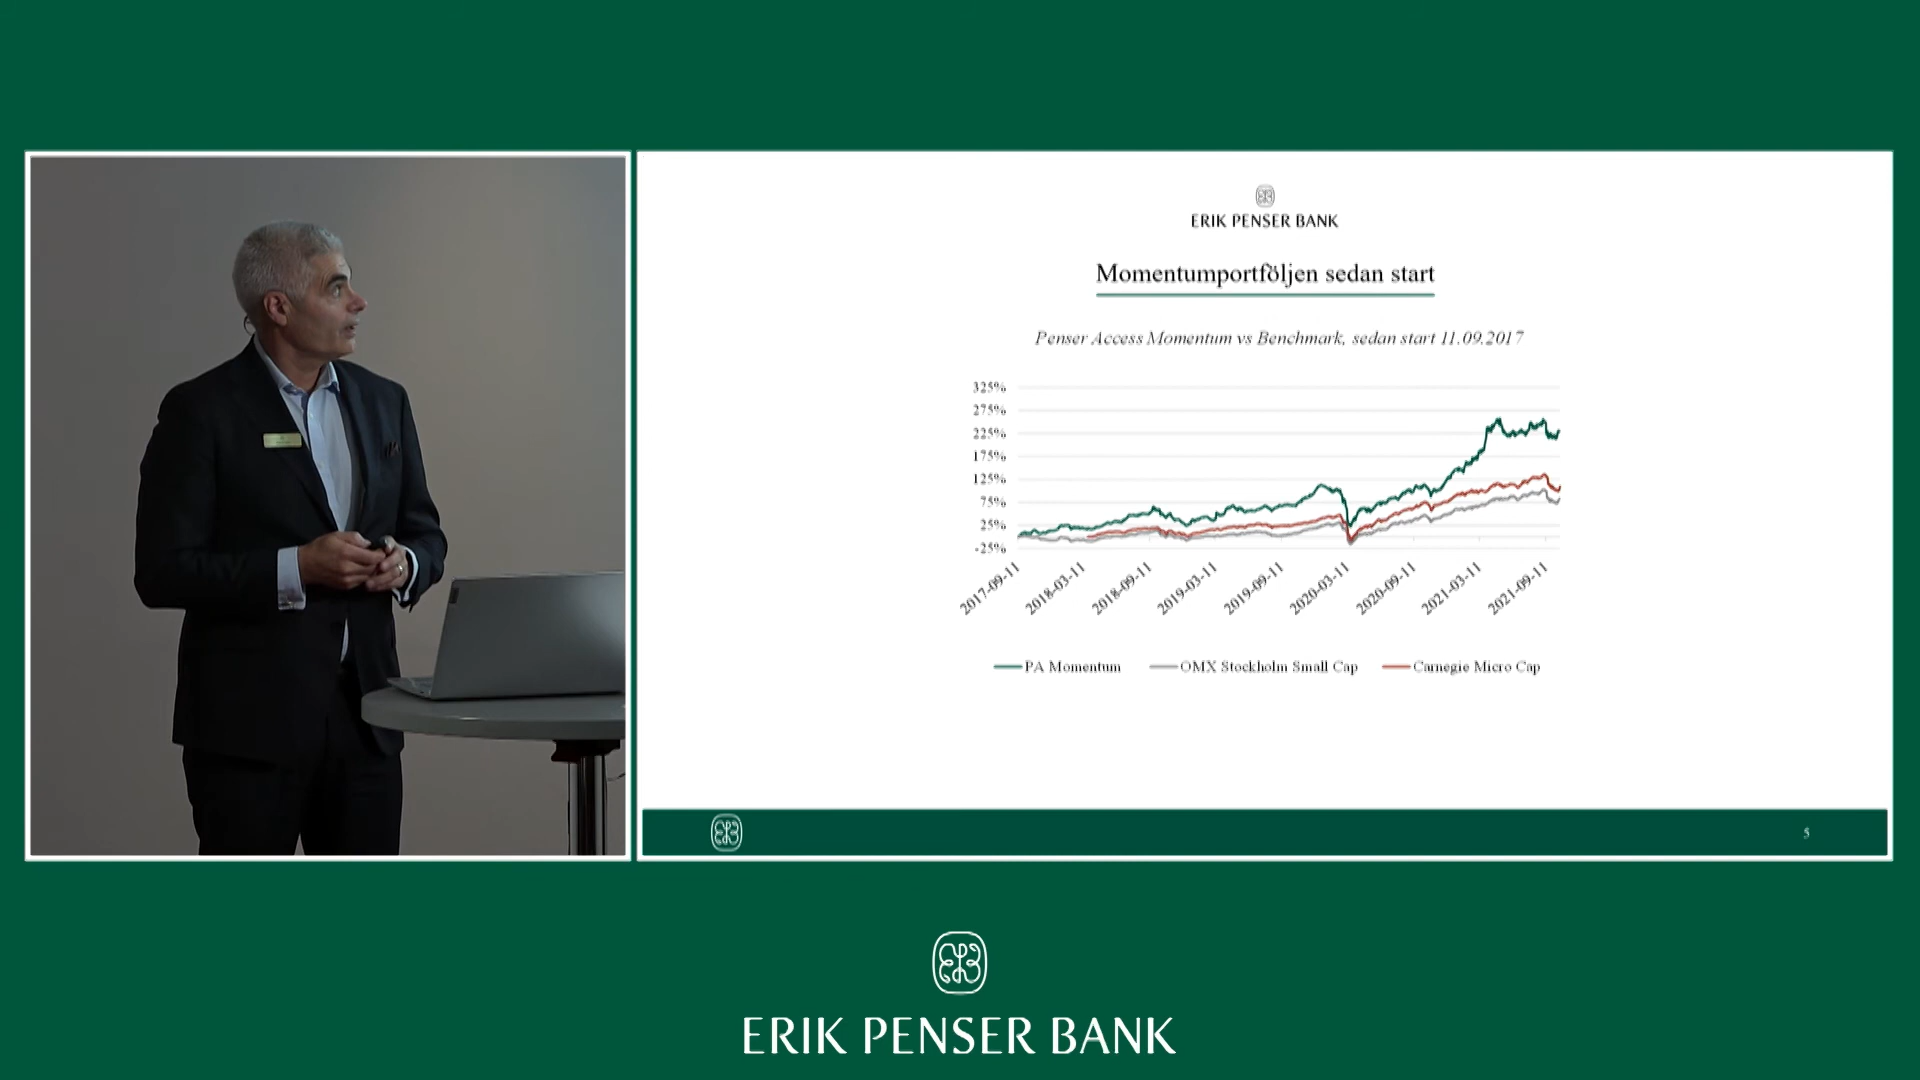 ERIK PENSER BANK
Momentumportföljen sedan start
Penser Access Momentum vs Benchmark, sedan start 11.09.2017
325%
275%
225%
175%
125%
75%
25%
-25%
2017-09-11
2018-03-11
2018-09-11
2019-03-11
2019-09-11
2020-03-11
2020-09-11
2021-03-11
2021-09-11
PA Momentum
OMX Stockholm Small Cap
Carnegie Micro Cap
5
ERIK PENSER BANK